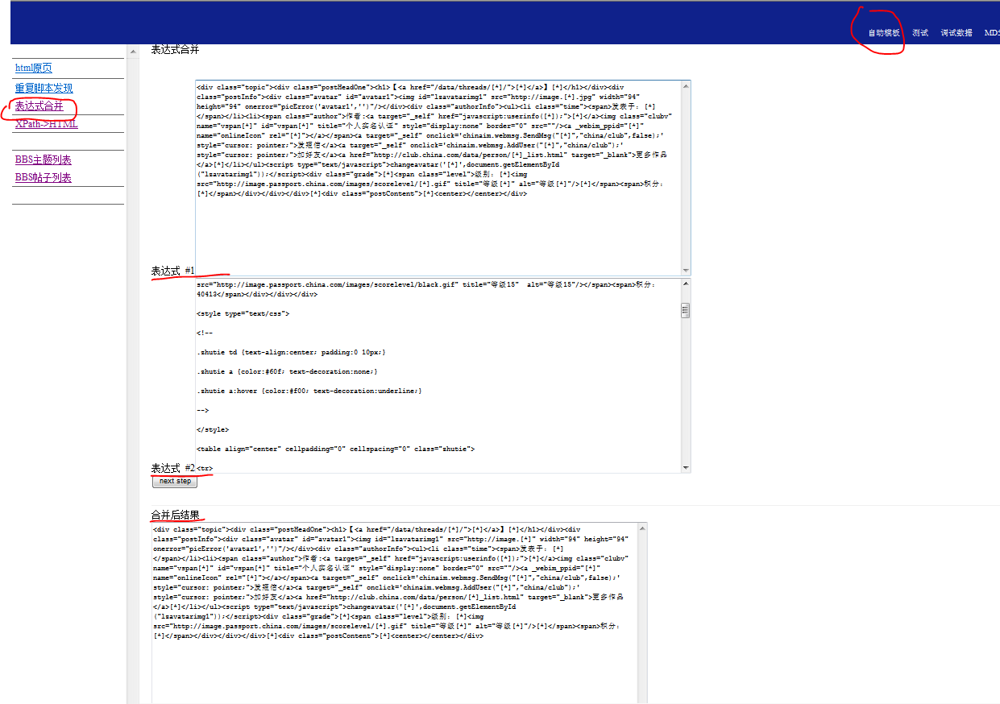 自动模板 测试 调试数据 MD5
html原页
重复脚本发现
表达式合并
XPath->HTML
BBS主题列表
BBS帖子列表
表达式合并
<div class="topic"><div class="postHeadOne"><h1>【<a href="/data/threads/[*]/">[*]</a>】[*]</h1></div><div
class="postInfo"><div class="avatar" id="avatar1"><img id="lzavatarimg1" src="http://image.[*].jpg" width="94"
height="94" onerror="picError('avatar1','')"/></div><div class="authorInfo"><ul><li class="time"><span>发表于: [*]
</span></li><li><span class="author">作者:<a target="_self" href="javascript:userinfo([*]);">[*]</a><img class="clubv"
name="vspan[*]" id="vspan[*]" title="个人实名认证" style="display:none" border="0" src=""/><a _webim_ppid="[*]"
name="onlineIcon" rel="[*]"></a></span><a target="_self" onclick='chinaim.webmsg.SendMsg("[*]","china/club",false);'
style="cursor: pointer;">发短信</a><a target="_self" onclick='chinaim.webmsg.AddUser("[*]","china/club");'
style="cursor: pointer;">加好友</a><a href="http://club.china.com/data/person/[*]_list.html" target="_blank">更多作品
</a>[*]</li></ul><script type="text/javascript">changeavatar('[*]',document.getElementById
("lzavatarimg1"));</script><div class="grade">[*]<span class="level">级别: [*]<img
src="http://image.passport.china.com/images/scorelevel/[*].gif" title="等级[*]" alt="等级[*]"/>[*]</span><span>积分:
[*]</span></div></div></div>[*]<div class="postContent">[*]<center></center></div>
表达式 #1
src="http://image.passport.china.com/images/scorelevel/black.gif" title="等级15" alt="等级15"/></span><span>积分:
40413</span></div></div></div>
<style type="text/css">
<!--
.shutie td {text-align:center; padding:0 10px;}
.shutie a {color:#60f; text-decoration:none;}
.shutie a:hover {color:#f00; text-decoration:underline;}
-->
</style>
<table align="center" cellpadding="0" cellspacing="0" class="shutie">
<tr>
表达式 #2
next step
合并后结果
<div class="topic"><div class="postHeadOne"><h1>【<a href="/data/threads/[*]/">[*]</a>】[*]</h1></div><div
class="postInfo"><div class="avatar" id="avatar1"><img id="lzavatarimg1" src="http://image.[*]" width="94" height="94"
onerror="picError('avatar1','')"/></div><div class="authorInfo"><ul><li class="time"><span>发表于: [*]
</span></li><li><span class="author">作者:<a target="_self" href="javascript:userinfo([*]);">[*]</a><img class="clubv"
name="vspan[*]" id="vspan[*]" title="个人实名认证" style="display:none" border="0" src=""/><a _webim_ppid="[*]"
name="onlineIcon" rel="[*]"></a></span><a target="_self" onclick='chinaim.webmsg.SendMsg("[*]","china/club",false);'
style="cursor: pointer;">发短信</a><a target="_self" onclick='chinaim.webmsg.AddUser("[*]","china/club");'
style="cursor: pointer;">加好友</a><a href="http://club.china.com/data/person/[*]_list.html" target="_blank">更多作品
</a>[*]</li></ul><script type="text/javascript">changeavatar('[*]',document.getElementById
("lzavatarimg1"));</script><div class="grade">[*]<span class="level">级别: [*]<img
src="http://image.passport.china.com/images/scorelevel/[*].gif" title="等级[*]" alt="等级[*]"/>[*]</span><span>积分:
[*]</span></div></div></div>[*]<div class="postContent">[*]<center></center></div>